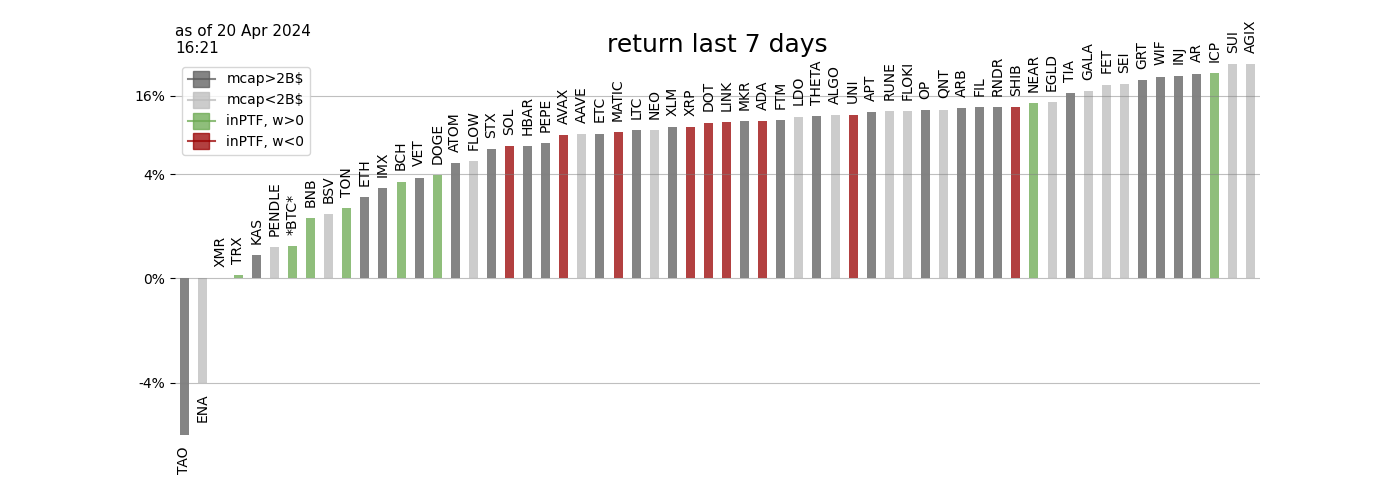 as of 20 Apr 2024
16:21
return last 7 days
mcap>2B$
mcap<2B$
inPTF, w>0
inPTF, w<0
16%
4%
0%
-4%
TAO
ENA
XMR
TRX
KAS
PENDLE
*BTC*
BNB
BSV
TON
ETH
IMX
BCH
VET
DOGE
ATOM
FLOW
STX
SOL
HBAR
PEPE
AVAX
AAVE
ETC
MATIC
LTC
NEO
XLM
XRP
DOT
LINK
MKR
ADA
FTM
LDO
THETA
ALGO
UNI
APT
RUNE
FLOKI
OP
QNT
ARB
FIL
RNDR
SHIB
NEAR
EGLD
TIA
GALA
FET
SEI
GRT
WIF
INJ
AR
ICP
SUI
AGIX